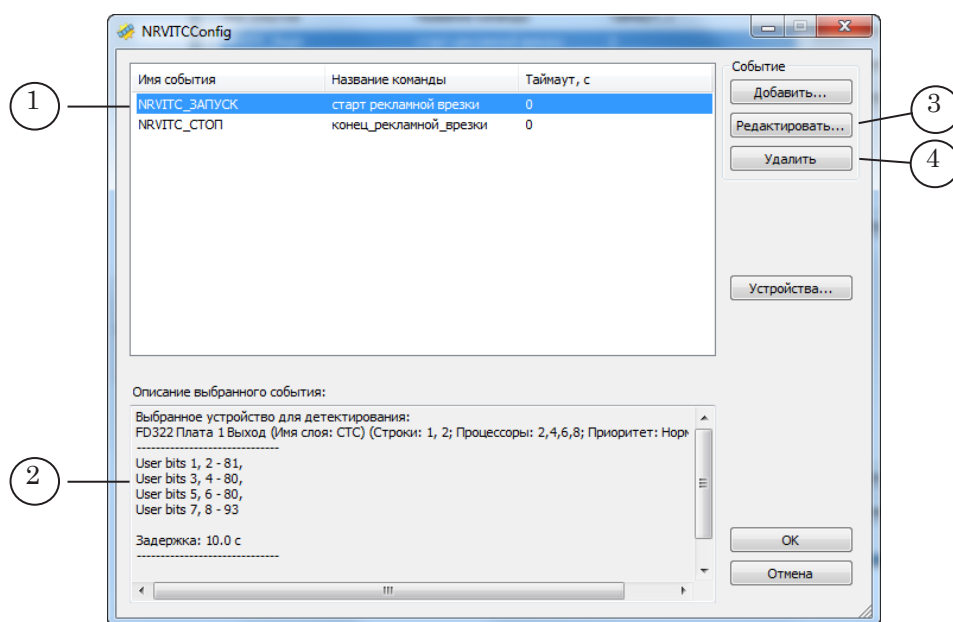 NRVITCConfig
Имя события Название команды Таймаут, с
NRVITC_ЗАПУСК старт рекламной врезки 0
NRVITC_СТОП конец_рекламной_врезки 0
Событие
Добавить...
Редактировать...
Удалить
Устройства...
1
3
4
Описание выбранного события:
Выбранное устройство для детектирования:
FD322 Плата 1 Выход (Имя слоя: СТС) (Строки: 1, 2; Процессоры: 2,4,6,8; Приоритет: Норм
------------------------------
User bits 1, 2 - 81,
User bits 3, 4 - 80,
User bits 5, 6 - 80,
User bits 7, 8 - 93
Задержка: 10.0 с
------------------------------
2
OK
Отмена